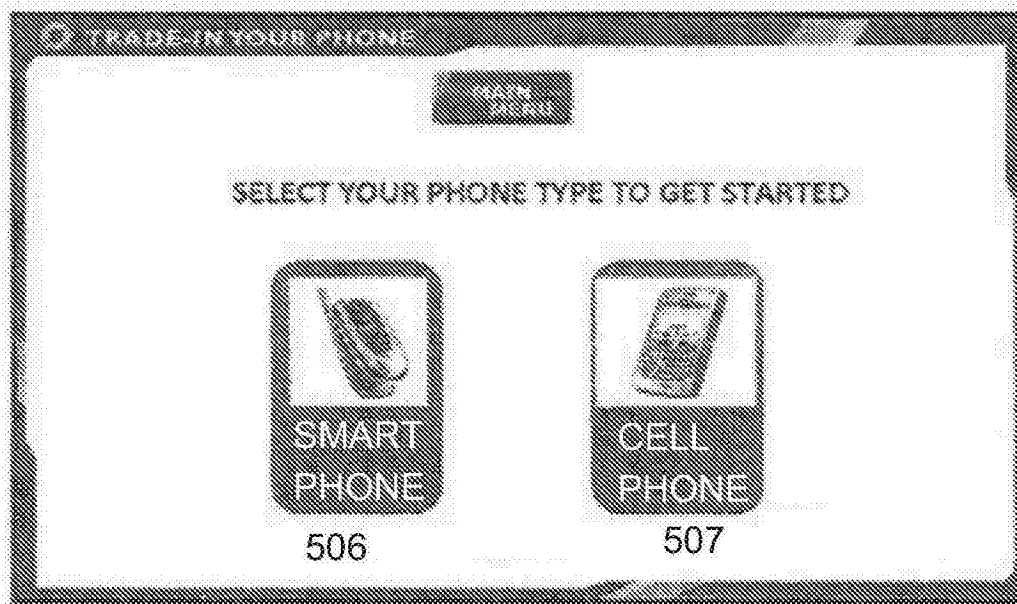 TRADE-IN YOUR PHONE
SELECT YOUR PHONE TYPE TO GET STARTED
SMART
PHONE
CELL
PHONE
506
507